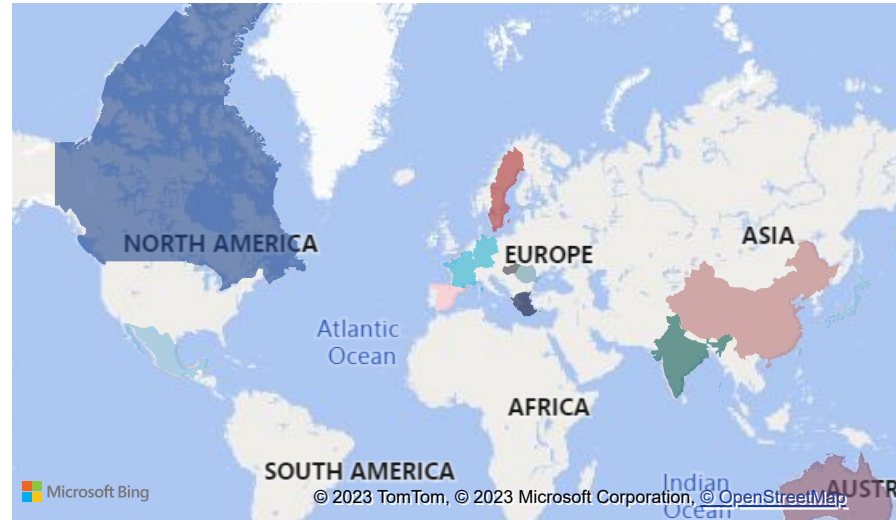 NORTH AMERICA
ASIA
EUROPE
Atlantic
Ocean
AFRICA
SOUTH AMERICA
Indian
Ocean
AUSTR
Microsoft Bing
© 2023 TomTom, © 2023 Microsoft Corporation, © OpenStreetMap